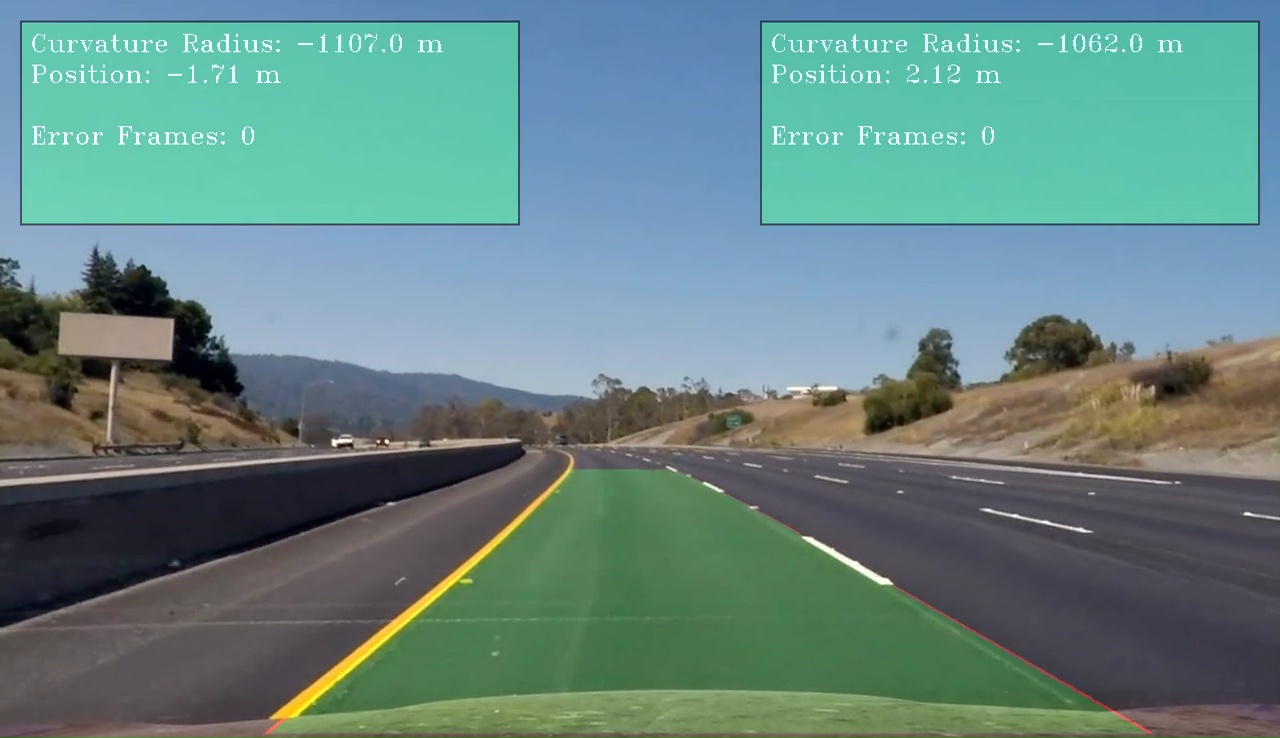 Curvature Radius: −1107.0 m
Position: −1.71 m
Error Frames: 0
Curvature Radius: −1062.0 m
Position: 2.12 m
Error Frames: 0